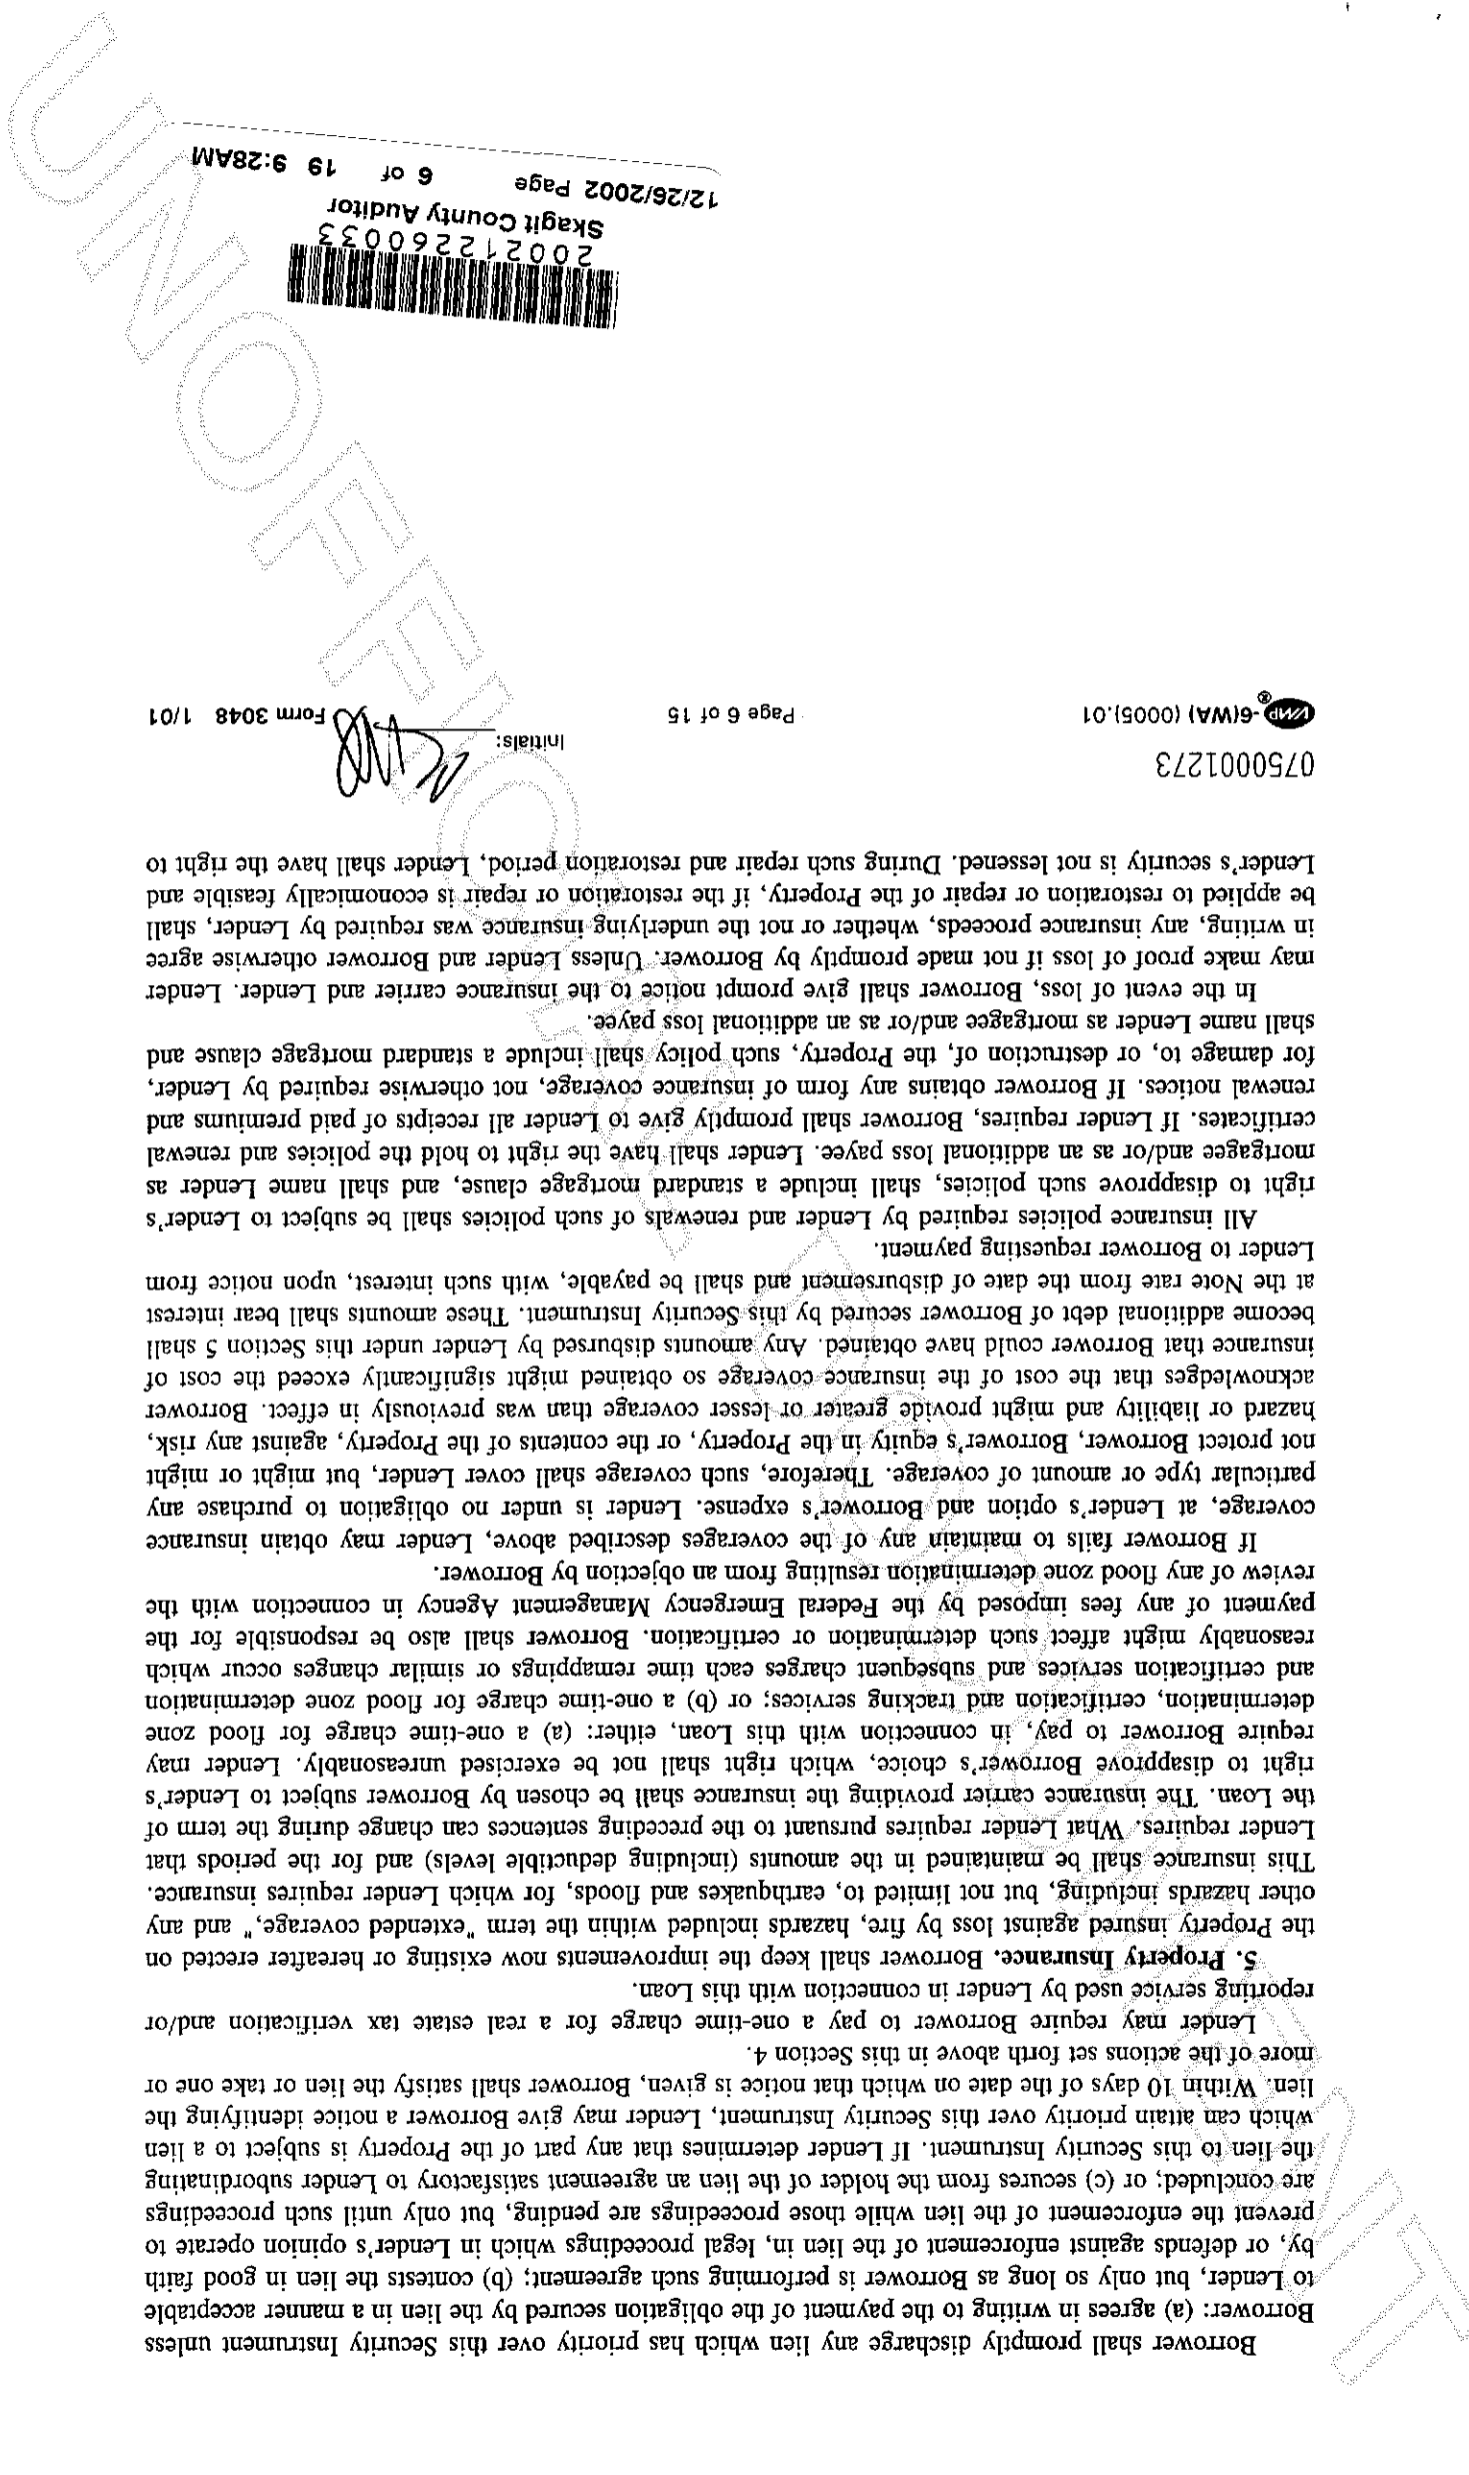 Borrower shall promptly discharge any lien which has priority over this Security Instrument unless
Borrower: (a) agrees in writing to the payment of the obligation secured by the lien in a manner acceptable
to Lender, but only so long as Borrower is performing such agreement; (b) contests the lien in good faith
by, or defends against enforcement of the lien in, legal proceedings which in Lender's opinion operate to
prevent the enforcement of the lien while those proceedings are pending, but only until such proceedings
are concluded; or (c) secures from the holder of the lien an agreement satisfactory to Lender subordinating
the lien to this Security Instrument. If Lender determines that any part of the Property is subject to a lien
which can attain priority over this Security Instrument, Lender may give Borrower a notice identifying the
lien. Within 10 days of the date on which that notice is given, Borrower shall satisfy the lien or take one or
more of the actions set forth above in this Section 4.
Lender may require Borrower to pay a one-time charge for a real estate tax verification and/or
reporting service used by Lender in connection with this Loan.
5. Property Insurance. Borrower shall keep the improvements now existing or hereafter erected on
the Property insured against loss by fire, hazards included within the term "extended coverage," and any
other hazards including, but not limited to, earthquakes and floods, for which Lender requires insurance.
This insurance shall be maintained in the amounts (including deductible levels) and for the periods that
Lender requires. What Lender requires pursuant to the preceding sentences can change during the term of
the Loan. The insurance carrier providing the insurance shall be chosen by Borrower subject to Lender's
right to disapprove Borrower's choice, which right shall not be exercised unreasonably. Lender may
require Borrower to pay, in connection with this Loan, either: (a) a one-time charge for flood zone
determination, certification and tracking services; or (b) a one-time charge for flood zone determination
and certification services and subsequent charges each time remappings or similar changes occur which
reasonably might affect such determination or certification. Borrower shall also be responsible for the
payment of any fees imposed by the Federal Emergency Management Agency in connection with the
review of any flood zone determination resulting from an objection by Borrower.
If Borrower fails to maintain any of the coverages described above, Lender may obtain insurance
coverage, at Lender's option and Borrower's expense. Lender is under no obligation to purchase any
particular type or amount of coverage. Therefore, such coverage shall cover Lender, but might or might
not protect Borrower, Borrower's equity in the Property, or the contents of the Property, against any risk,
hazard or liability and might provide greater or lesser coverage than was previously in effect. Borrower
acknowledges that the cost of the insurance coverage so obtained might significantly exceed the cost of
insurance that Borrower could have obtained. Any amounts disbursed by Lender under this Section 5 shall
become additional debt of Borrower secured by this Security Instrument. These amounts shall bear interest
at the Note rate from the date of disbursement and shall be payable, with such interest, upon notice from
Lender to Borrower requesting payment.
All insurance policies required by Lender and renewals of such policies shall be subject to Lender's
right to disapprove such policies, shall include a standard mortgage clause, and shall name Lender as
mortgagee and/or as an additional loss payee. Lender shall have the right to hold the policies and renewal
certificates. If Lender requires, Borrower shall promptly give to Lender all receipts of paid premiums and
renewal notices. If Borrower obtains any form of insurance coverage, not otherwise required by Lender,
for damage to, or destruction of, the Property, such policy shall include a standard mortgage clause and
shall name Lender as mortgagee and/or as an additional loss payee.
In the event of loss, Borrower shall give prompt notice to the insurance carrier and Lender. Lender
may make proof of loss if not made promptly by Borrower. Unless Lender and Borrower otherwise agree
in writing, any insurance proceeds, whether or not the underlying insurance was required by Lender, shall
be applied to restoration or repair of the Property, if the restoration or repair is economically feasible and
Lender's security is not lessened. During such repair and restoration period, Lender shall have the right to
0750001273
Initials:
VMP®-6(WA) (0005).01 Page 6 of 15 Form 3048 1/01
200212260033
Skagit County Auditor
12/26/2002 Page 6 of 19 9:28AM
UNOFFICIAL DOCUMENT